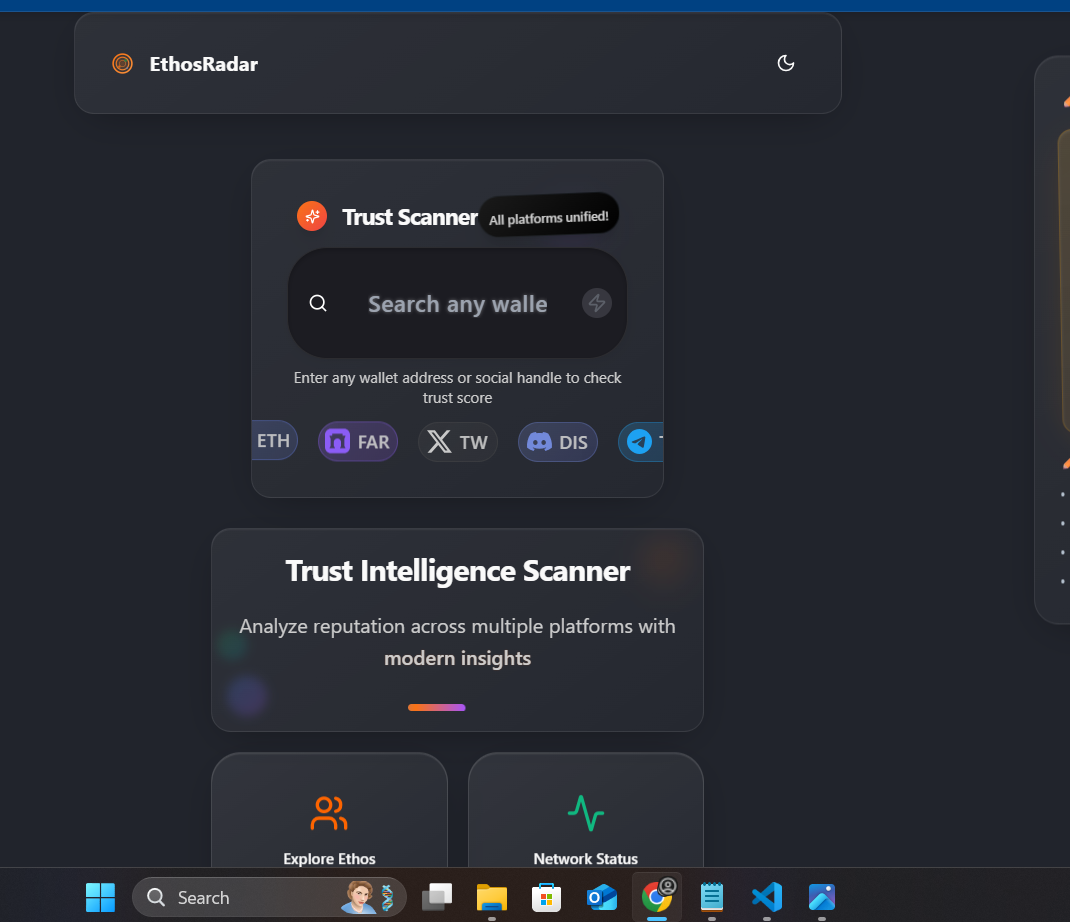 EthosRadar
Trust Scanner
All platforms unified!
Search any walle
Enter any wallet address or social handle to check
trust score
ETH
FAR
TW
DIS
Trust Intelligence Scanner
Analyze reputation across multiple platforms with
modern insights
Explore Ethos
Network Status
Search